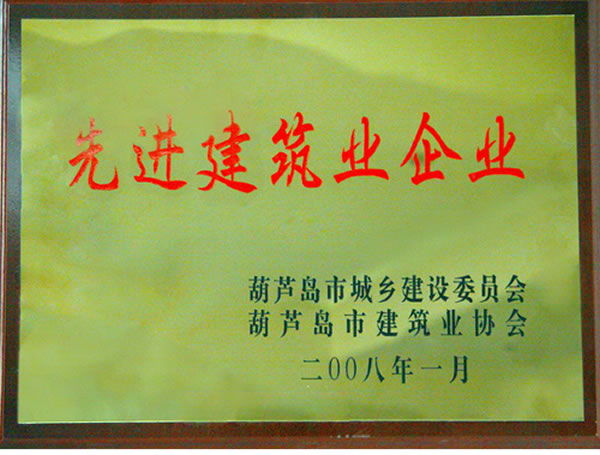 先进建筑业企业
葫芦岛市城乡建设委员会
葫芦岛市建筑业协会
二00八年一月